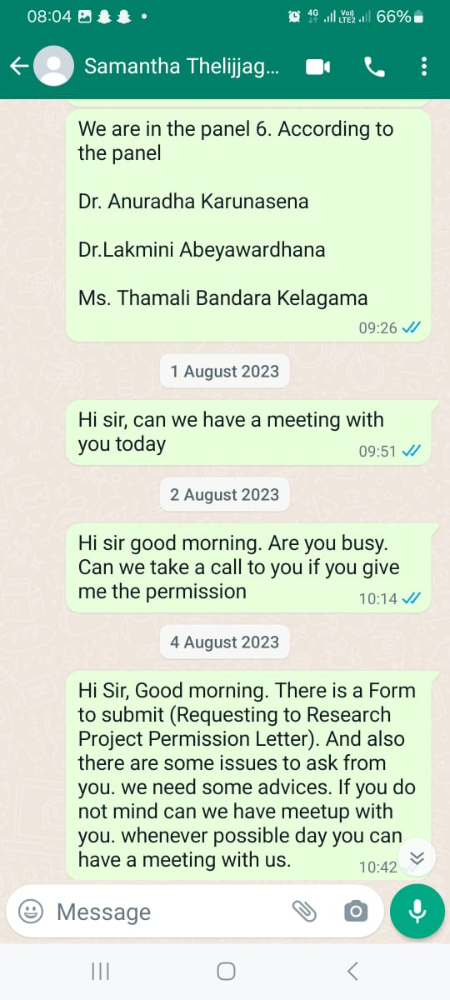 08:04
4G
Vo))
LTE2
66%
Samantha Thelijjag...
We are in the panel 6. According to
the panel
Dr. Anuradha Karunasena
Dr.Lakmini Abeyawardhana
Ms. Thamali Bandara Kelagama
09:26
1 August 2023
Hi sir, can we have a meeting with
you today
09:51
2 August 2023
Hi sir good morning. Are you busy.
Can we take a call to you if you give
me the permission
10:14
4 August 2023
Hi Sir, Good morning. There is a Form
to submit (Requesting to Research
Project Permission Letter). And also
there are some issues to ask from
you. we need some advices. If you do
not mind can we have meetup with
you. whenever possible day you can
have a meeting with us.
10:42
Message